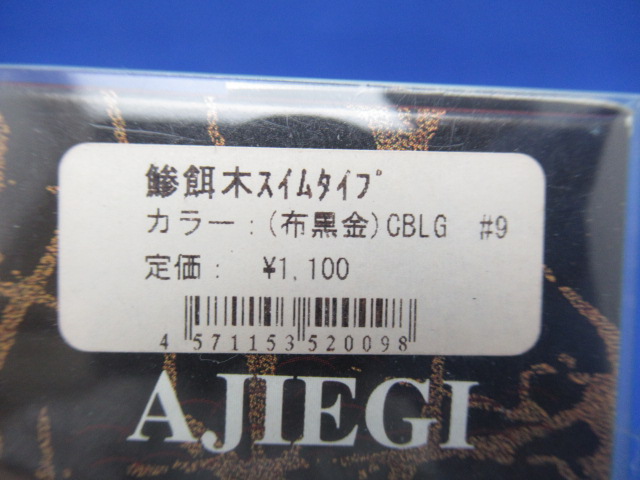 鯵餌木ｽｲﾑﾀｲﾌﾟ
カラー：(布黒金)CBLG #9
定価： ¥1,100
4 571153 520098
AJIEGI